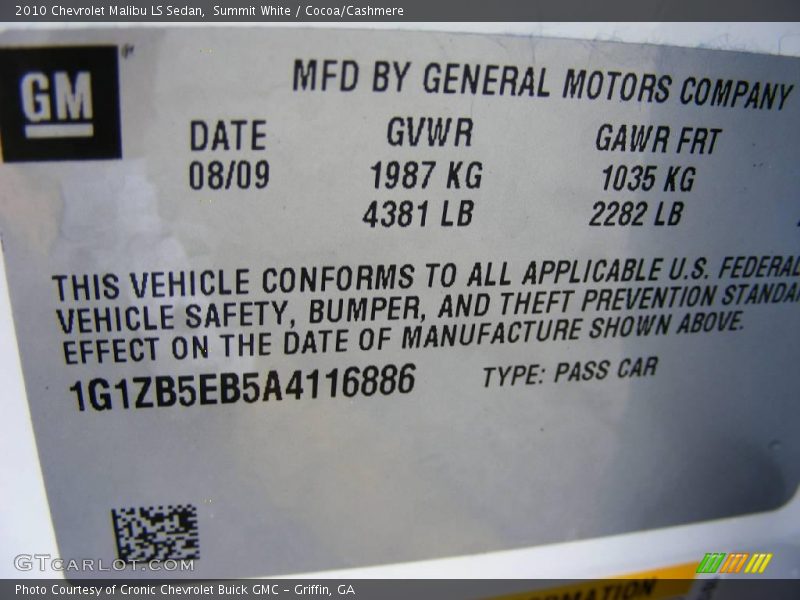 2010 Chevrolet Malibu LS Sedan,  Summit White / Cocoa/Cashmere
GM
MFD BY GENERAL MOTORS COMPANY
DATE GVWR GAWR FRT
08/09 1987 KG 1035 KG
4381 LB 2282 LB
THIS VEHICLE CONFORMS TO ALL APPLICABLE U.S. FEDERAL
VEHICLE SAFETY, BUMPER, AND THEFT PREVENTION
EFFECT ON THE DATE OF MANUFACTURE SHOWN ABOVE.
1G1ZB5EB5A4116886 TYPE: PASS CAR
GTCARLOT.COM
Photo Courtesy of Cronic Chevrolet Buick GMC – Griffin, GA